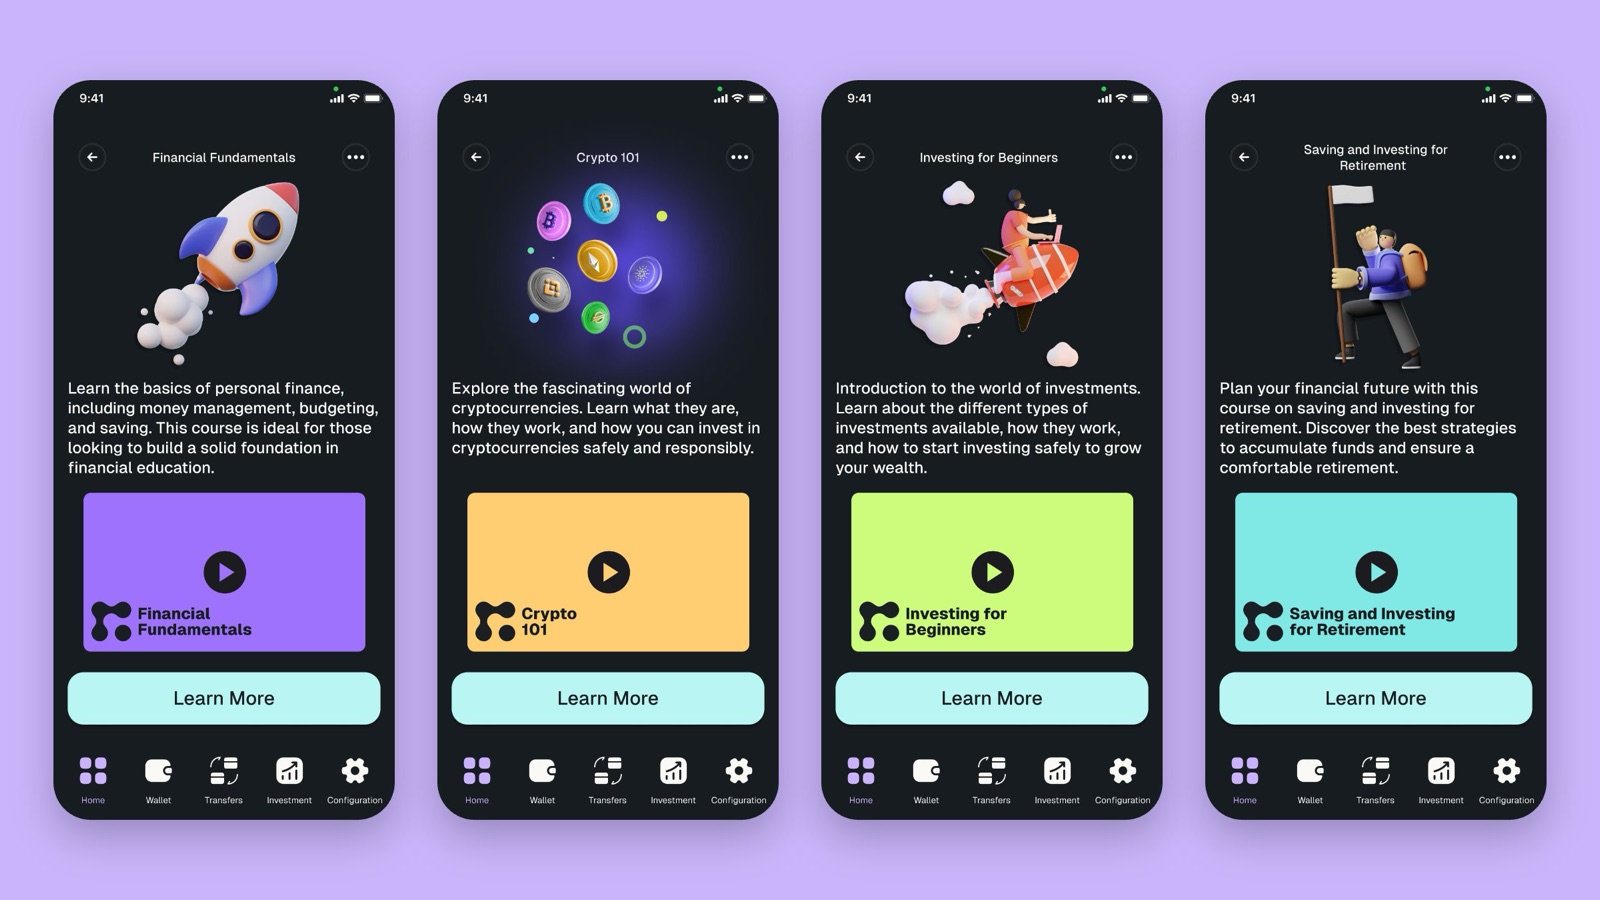 9:41
Financial Fundamentals
Learn the basics of personal finance,
including money management, budgeting,
and saving. This course is ideal for those
looking to build a solid foundation in
financial education.
Financial
Fundamentals
Learn More
Home Wallet Transfers Investment Configuration
9:41
Crypto 101
Explore the fascinating world of
cryptocurrencies. Learn what they are,
how they work, and how you can invest in
cryptocurrencies safely and responsibly.
Crypto
101
Learn More
Home Wallet Transfers Investment Configuration
9:41
Investing for Beginners
Introduction to the world of investments.
Learn about the different types of
investments available, how they work,
and how to start investing safely to grow
your wealth.
Investing for
Beginners
Learn More
Home Wallet Transfers Investment Configuration
9:41
Saving and Investing for
Retirement
Plan your financial future with this
course on saving and investing for
retirement. Discover the best strategies
to accumulate funds and ensure a
comfortable retirement.
Saving and Investing
for Retirement
Learn More
Home Wallet Transfers Investment Configuration